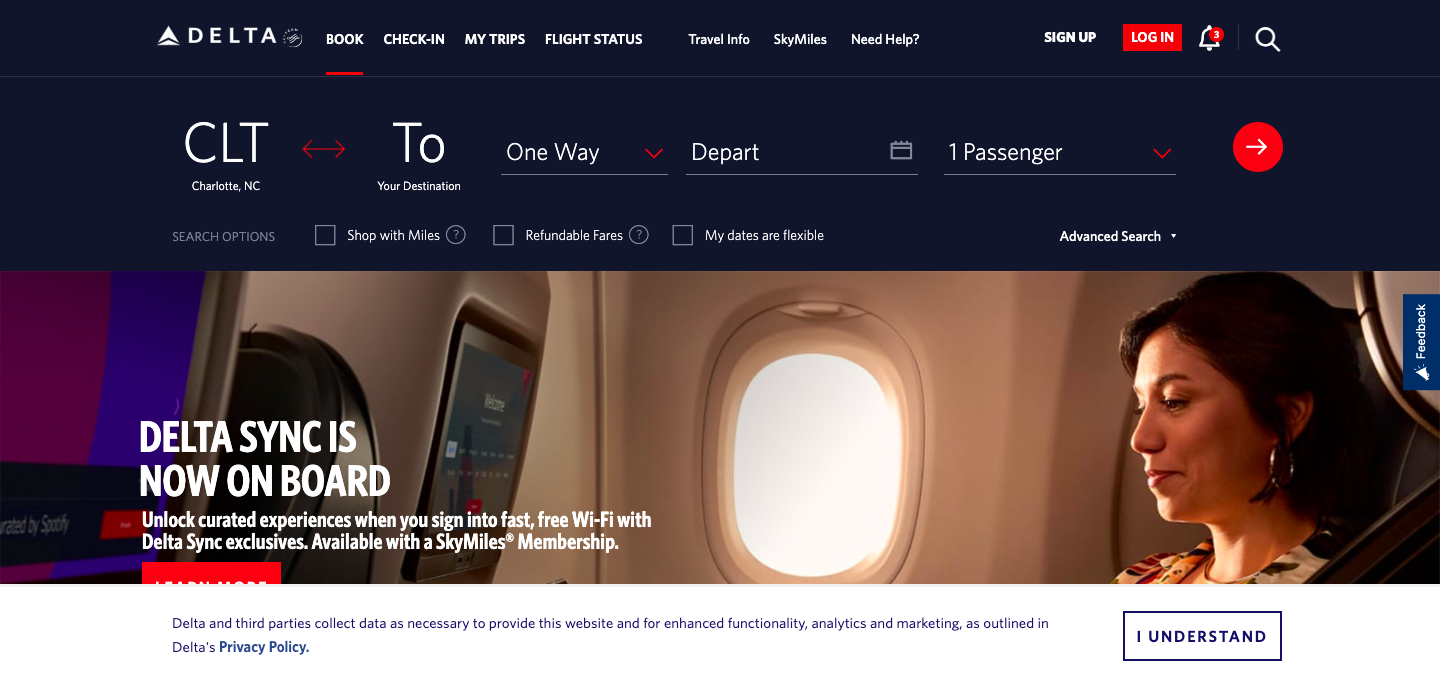 DELTA
BOOK
CHECK-IN
MY TRIPS
FLIGHT STATUS
Travel Info
SkyMiles
Need Help?
SIGN UP
LOG IN
3
CLT
Charlotte, NC
To
Your Destination
One Way
Depart
1 Passenger
SEARCH OPTIONS
Shop with Miles
?
Refundable Fares
?
My dates are flexible
Advanced Search
Feedback
Welcome
DELTA SYNC IS
NOW ON BOARD
Unlock curated experiences when you sign into fast, free Wi-Fi with
Delta Sync exclusives. Available with a SkyMiles® Membership.
by Spotify
LEARN MORE
Delta and third parties collect data as necessary to provide this website and for enhanced functionality, analytics and marketing, as outlined in
Delta's Privacy Policy.
I UNDERSTAND